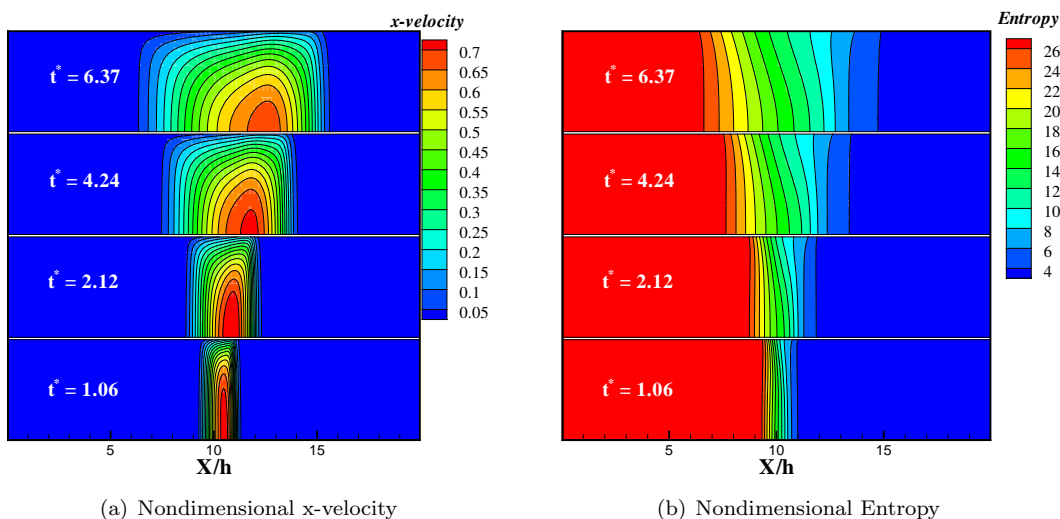 x-velocity
0.7
0.65
0.6
0.55
0.5
0.45
0.4
0.35
0.3
0.25
0.2
0.15
0.1
0.05
t* = 6.37
t* = 4.24
t* = 2.12
t* = 1.06
5 10 15
X/h
(a) Nondimensional x-velocity
Entropy
26
24
22
20
18
16
14
12
10
8
6
4
t* = 6.37
t* = 4.24
t* = 2.12
t* = 1.06
5 10 15
X/h
(b) Nondimensional Entropy